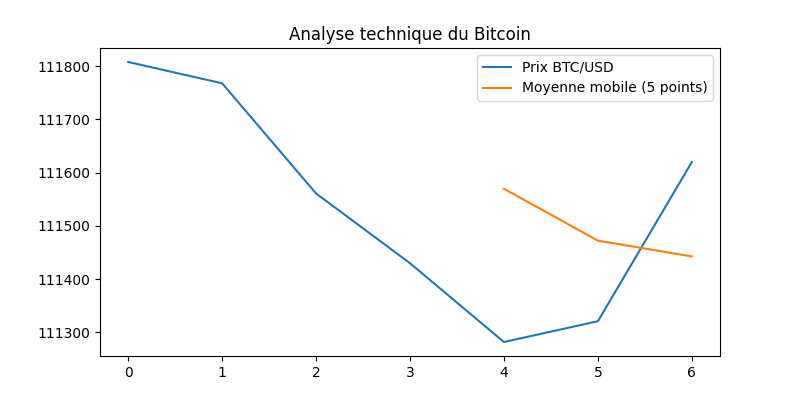 Analyse technique du Bitcoin
Prix BTC/USD
Moyenne mobile (5 points)
111800
111700
111600
111500
111400
111300
0 1 2 3 4 5 6